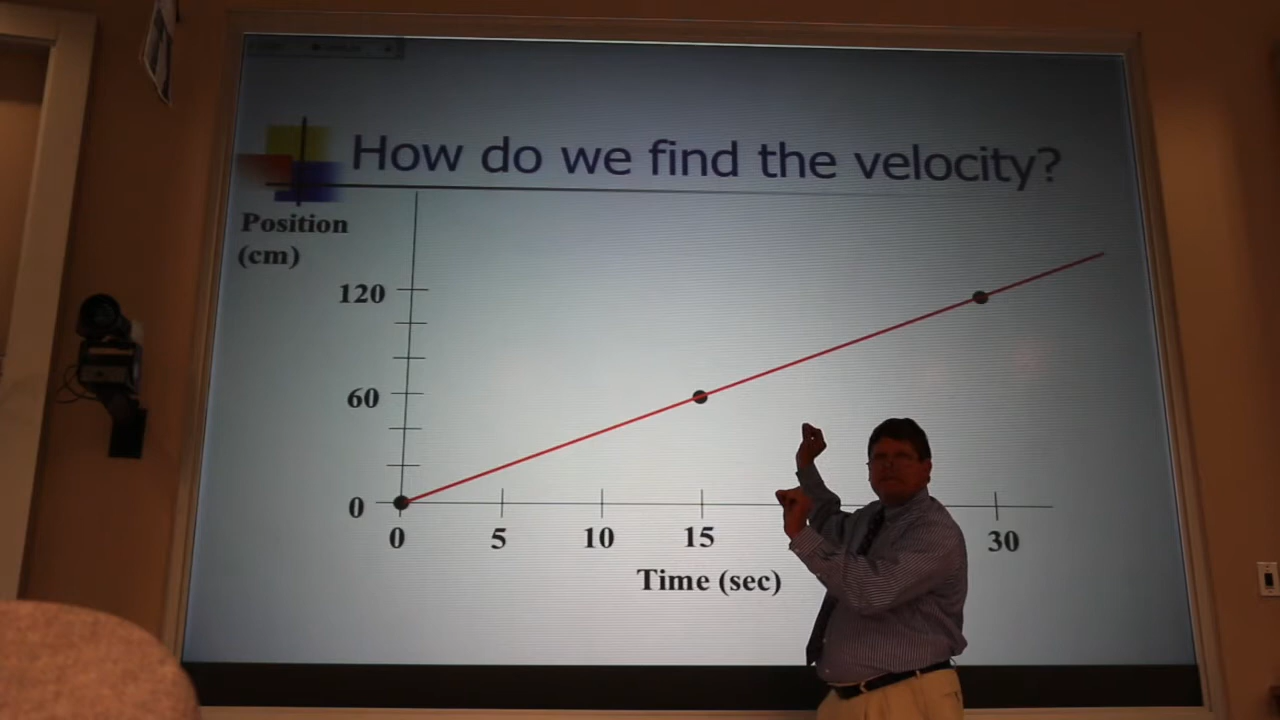 How do we find the velocity?
Position
(cm)
120
60
0
0 5 10 15 30
Time (sec)